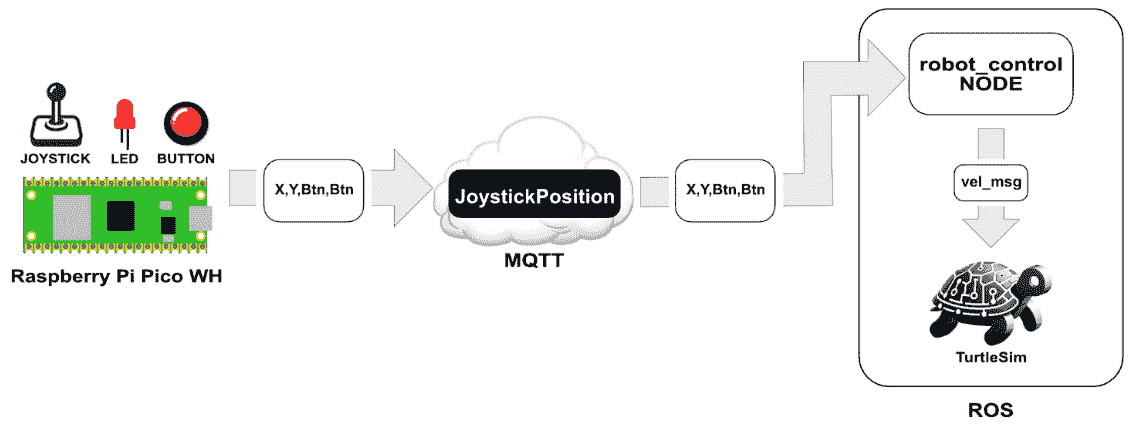 JOYSTICK
LED
BUTTON
Raspberry Pi Pico WH
X,Y,Btn,Btn
JoystickPosition
MQTT
X,Y,Btn,Btn
robot_control
NODE
vel_msg
TurtleSim
ROS